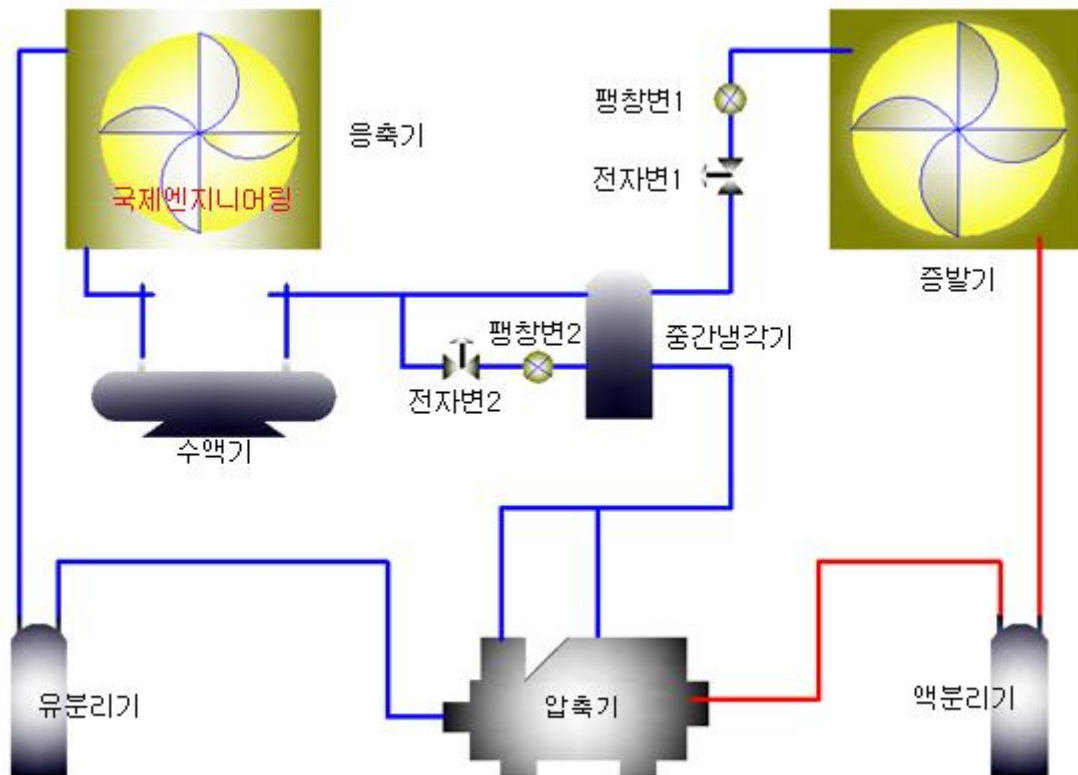 응축기
국제엔지니어링
팽창변1
전자변1
증발기
팽창변2
중간냉각기
전자변2
수액기
유분리기
압축기
액분리기